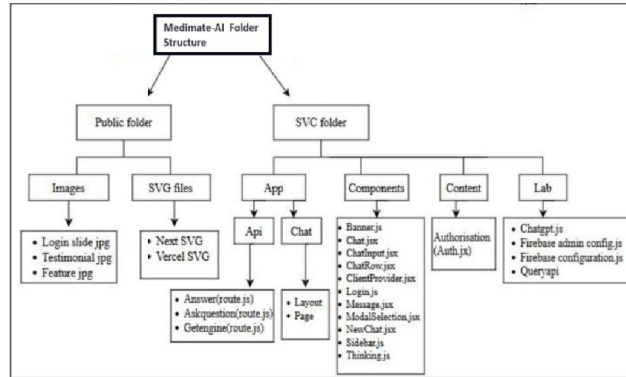 Medimate-AI Folder
Structure
Public folder
SVC folder
Images
SVG files
App
Components
Content
Lab
Login slide jpg
Testimonial jpg
Feature jpg
Next SVG
Vercel SVG
Api
Chat
Banner.js
Chat.jsx
ChatInput.jsx
ChatRow.jsx
ClientProvider.jsx
Login.js
Message.jsx
ModalSelection.jsx
NewChat.jsx
Sidebar.js
Thinking.js
Authorisation
(Auth.jx)
Chatgpt.js
Firebase admin config.js
Firebase configuration.js
Queryapi
Answer(route.js)
Askquestion(route.js)
Getengine(route.js)
Layout
Page